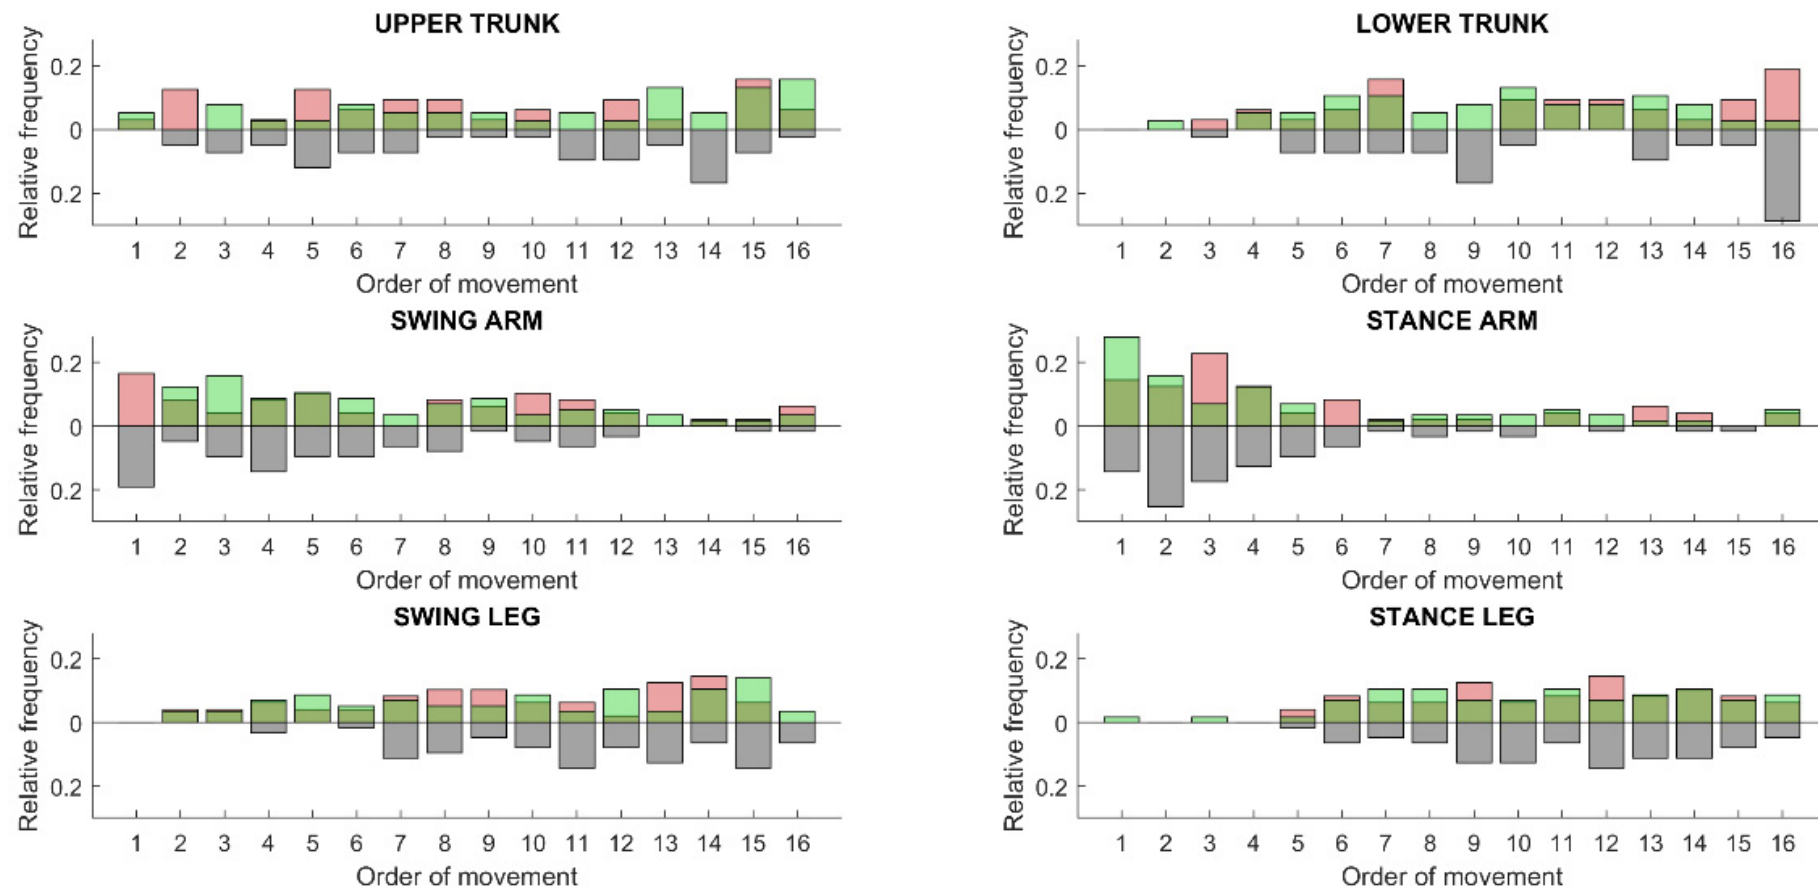 UPPER TRUNK
Relative frequency
0.2
0
0.2
1 2 3 4 5 6 7 8 9 10 11 12 13 14 15 16
Order of movement
LOWER TRUNK
Relative frequency
0.2
0
0.2
1 2 3 4 5 6 7 8 9 10 11 12 13 14 15 16
Order of movement
SWING ARM
Relative frequency
0.2
0
0.2
1 2 3 4 5 6 7 8 9 10 11 12 13 14 15 16
Order of movement
STANCE ARM
Relative frequency
0.2
0
0.2
1 2 3 4 5 6 7 8 9 10 11 12 13 14 15 16
Order of movement
SWING LEG
Relative frequency
0.2
0
0.2
1 2 3 4 5 6 7 8 9 10 11 12 13 14 15 16
Order of movement
STANCE LEG
Relative frequency
0.2
0
0.2
1 2 3 4 5 6 7 8 9 10 11 12 13 14 15 16
Order of movement